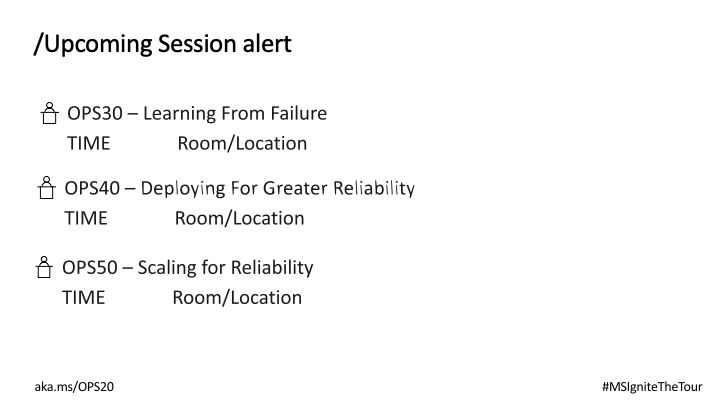 /Upcoming Session alert
OPS30 – Learning From Failure
TIME Room/Location
OPS40 – Deploying For Greater Reliability
TIME Room/Location
OPS50 – Scaling for Reliability
TIME Room/Location
aka.ms/OPS20 #MSIgniteTheTour